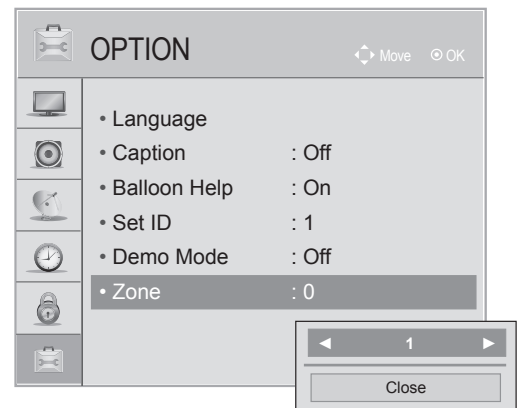 OPTION
Move OK
• Language
• Caption : Off
• Balloon Help : On
• Set ID : 1
• Demo Mode : Off
• Zone : 0
◄ 1 ►
Close